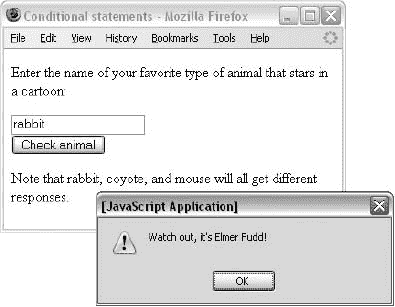 Conditional statements - Mozilla Firefox
File Edit View History Bookmarks Tools Help
Enter the name of your favorite type of animal that stars in
a cartoon:
rabbit
Check animal
Note that rabbit, coyote, and mouse will all get different
responses.
[JavaScript Application]
Watch out, it's Elmer Fudd!
OK